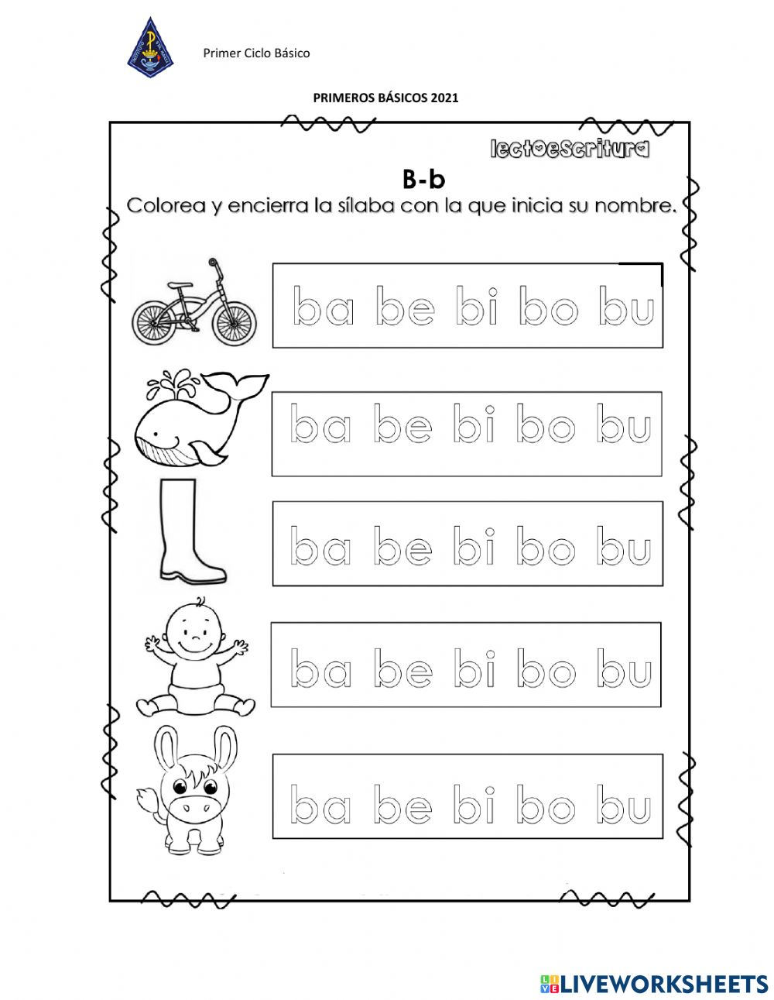 Primer Ciclo Básico
PRIMEROS BÁSICOS 2021
lectoescritura
B-b
Colorea y encierra la sílaba con la que inicia su nombre.
ba be bi bo bu
ba be bi bo bu
ba be bi bo bu
ba be bi bo bu
ba be bi bo bu
LIVEWORKSHEETS